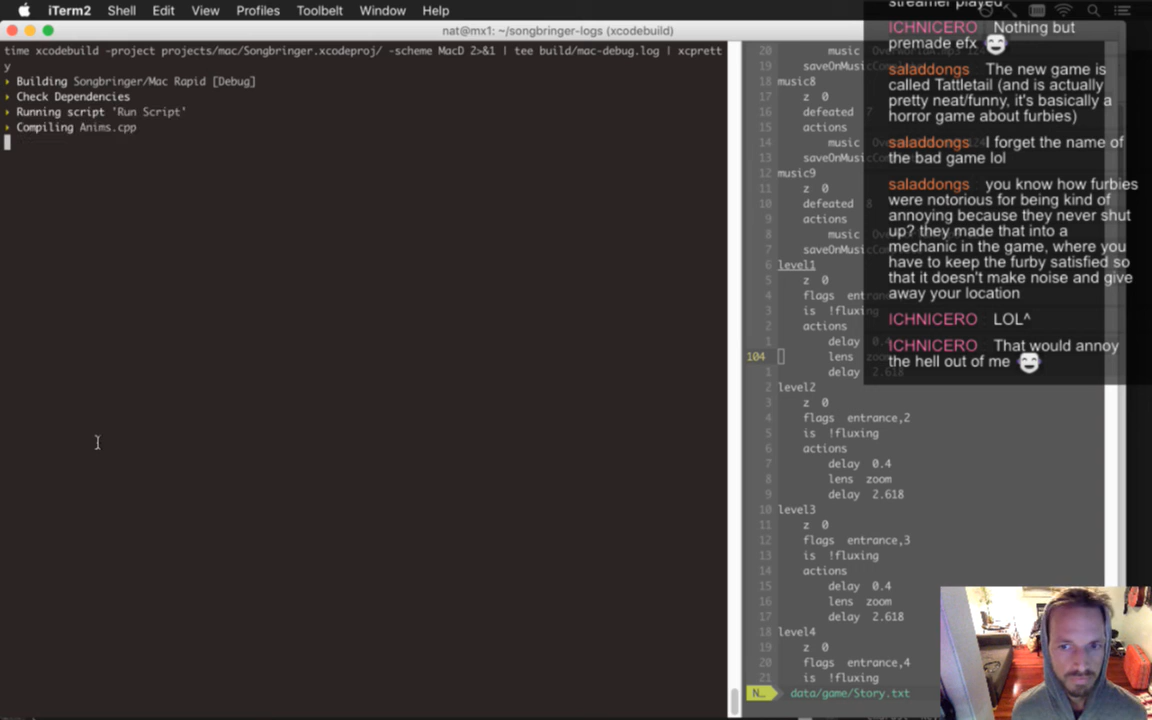 iTerm2 Shell Edit View Profiles Toolbelt Window Help
nat@mx1: ~/songbringer-logs (xcodebuild)
time xcodebuild -project projects/mac/Songbringer.xcodeproj/ -scheme MacD 2>&1 | tee build/mac-debug.log | xcprett
y
Building Songbringer/Mac Rapid [Debug]
Check Dependencies
Running script 'Run Script'
Compiling Anims.cpp
20 music
19 saveOnMusic
18 music8
17 z 0
16 defeated 7
15 actions
14 music
13 saveOnMusic
12 music9
11 z 0
10 defeated 8
9 actions
8 music
7 saveOnMusic
6 level1
5 z 0
4 flags
3 is !fluxing
2 actions
1 delay 0.4
104 lens zoom
1 delay 2.618
2 level2
3 z 0
4 flags entrance,2
5 is !fluxing
6 actions
7 delay 0.4
8 lens zoom
9 delay 2.618
10 level3
11 z 0
12 flags entrance,3
13 is !fluxing
14 actions
15 delay 0.4
16 lens zoom
17 delay 2.618
18 level4
19 z 0
20 flags entrance,4
21 is !fluxing
N… data/game/Story.txt
streamer played
ICHNICERO Nothing but
premade efx
saladdongs The new game is
called Tattletail (and is actually
pretty neat/funny, it's basically a
horror game about furbies)
saladdongs I forget the name of
the bad game lol
saladdongs you know how furbies
were notorious for being kind of
annoying because they never shut
up? they made that into a
mechanic in the game, where you
have to keep the furby satisfied so
that it doesn't make noise and give
away your location
ICHNICERO LOL^
ICHNICERO That would annoy
the hell out of me